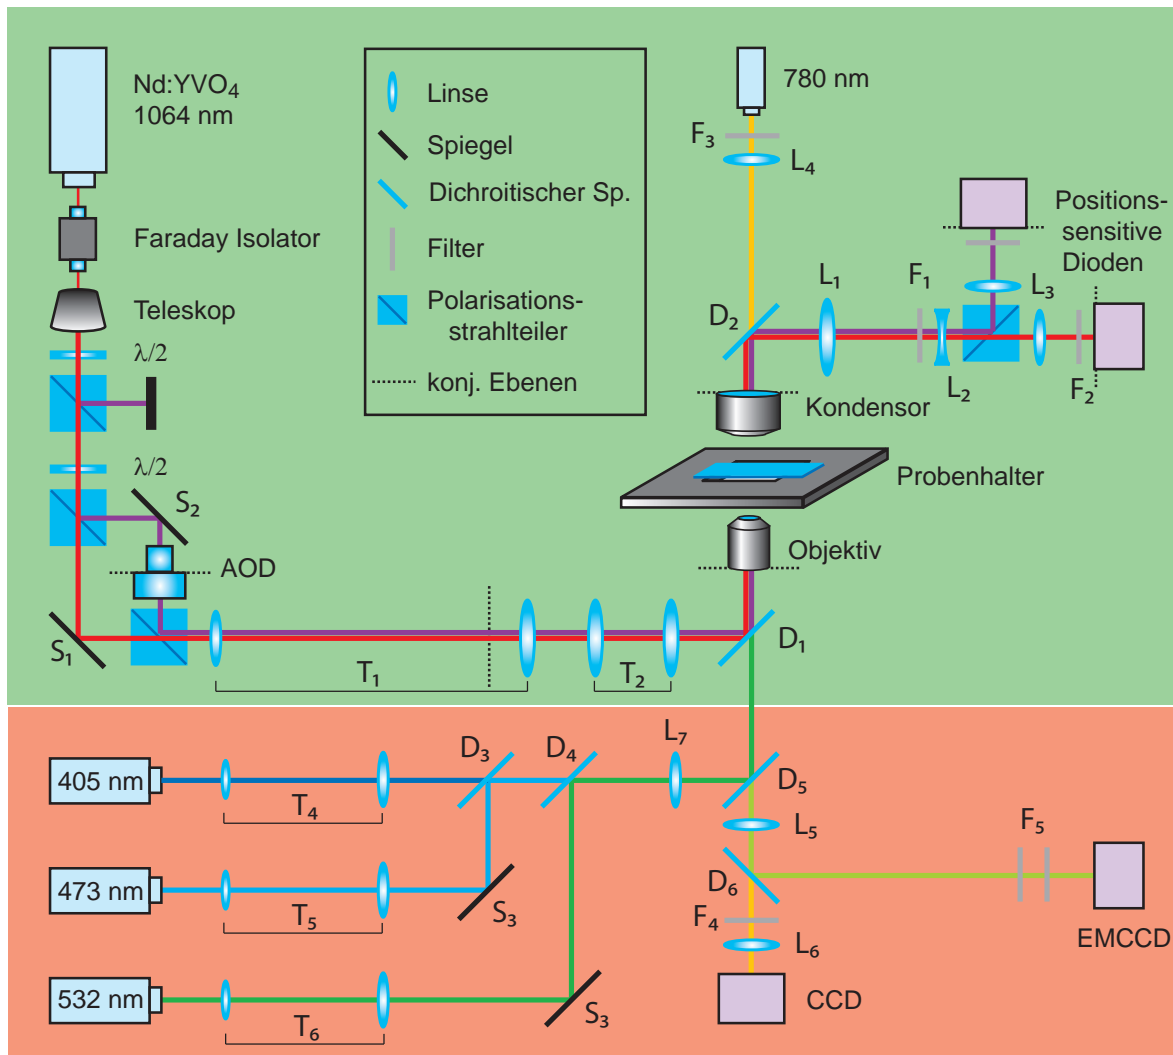 Nd:YVO₄
1064 nm
Faraday Isolator
Teleskop
λ/2
λ/2
S₂
AOD
S₁
T₁
T₂
Linse
Spiegel
Dichroitischer Sp.
Filter
Polarisations-
strahlteiler
konj. Ebenen
780 nm
F₃
L₄
Positions-
sensitive
Dioden
L₁
F₁
L₃
D₂
L₂
F₂
Kondensor
Probenhalter
Objektiv
D₁
405 nm
T₄
D₃
D₄
L₇
D₅
L₅
F₅
473 nm
T₅
S₃
D₆
F₄
L₆
EMCCD
532 nm
T₆
S₃
CCD